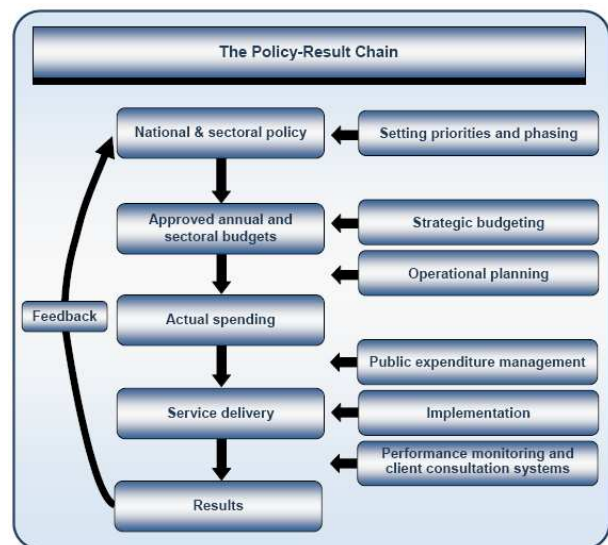 The Policy-Result Chain
National & sectoral policy
Setting priorities and phasing
Approved annual and
sectoral budgets
Strategic budgeting
Operational planning
Feedback
Actual spending
Public expenditure management
Service delivery
Implementation
Performance monitoring and
client consultation systems
Results